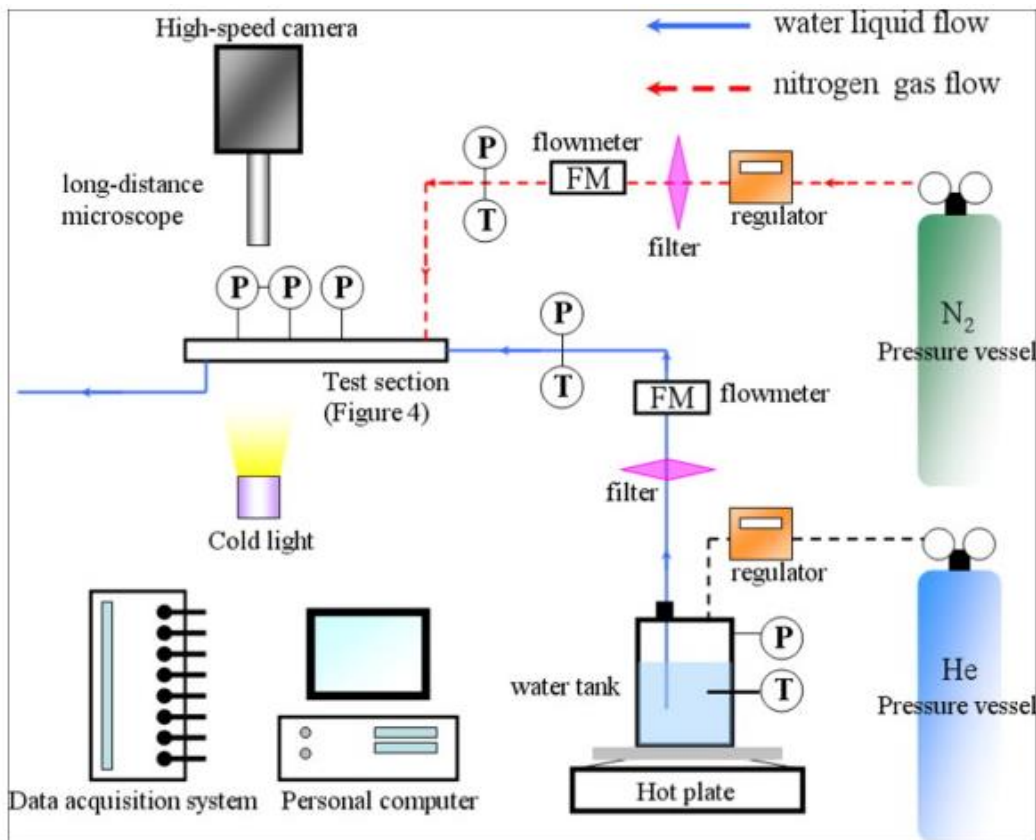 High-speed camera
water liquid flow
nitrogen gas flow
long-distance
microscope
P
T
flowmeter
FM
filter
regulator
N₂
Pressure vessel
P
P
P
P
T
Test section
(Figure 4)
FM
flowmeter
filter
Cold light
regulator
He
Pressure vessel
water tank
P
T
Hot plate
Data acquisition system
Personal computer